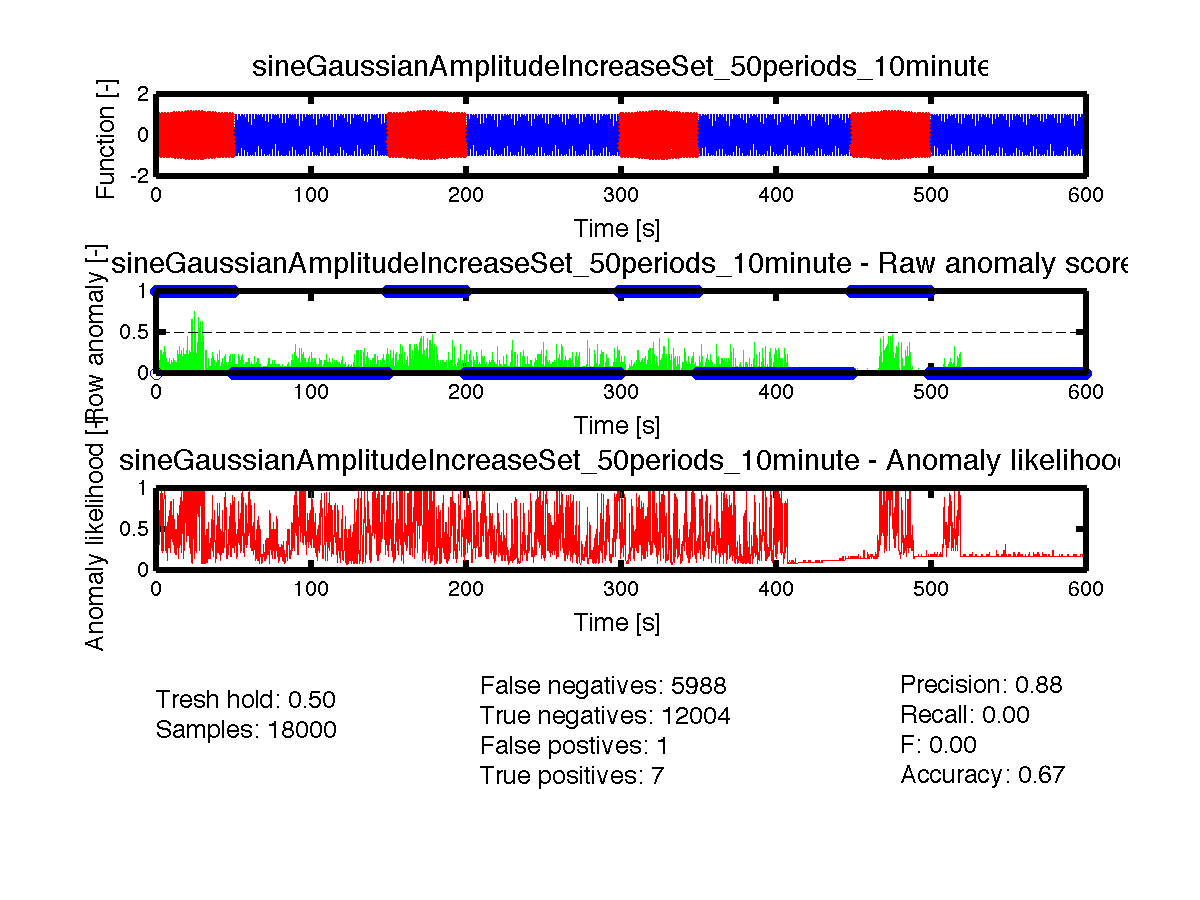 sineGaussianAmplitudeIncreaseSet_50periods_10minute
Function [-]
2
0
-2
0 100 200 300 400 500 600
Time [s]
sineGaussianAmplitudeIncreaseSet_50periods_10minute - Raw anomaly score
Row anomaly [-]
1
0.5
0
0 100 200 300 400 500 600
Time [s]
sineGaussianAmplitudeIncreaseSet_50periods_10minute - Anomaly likelihoo
Anomaly likelihood [-]
1
0.5
0
0 100 200 300 400 500 600
Time [s]
Tresh hold: 0.50
Samples: 18000
False negatives: 5988
True negatives: 12004
False postives: 1
True positives: 7
Precision: 0.88
Recall: 0.00
F: 0.00
Accuracy: 0.67